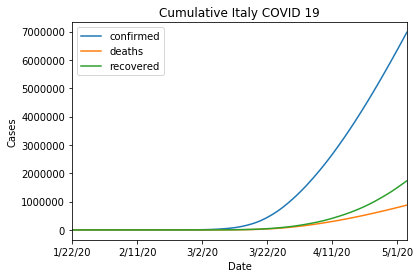 Cumulative Italy COVID 19
confirmed
deaths
recovered
7000000
6000000
5000000
4000000
3000000
2000000
1000000
0
Cases
1/22/20 2/11/20 3/2/20 3/22/20 4/11/20 5/1/20
Date